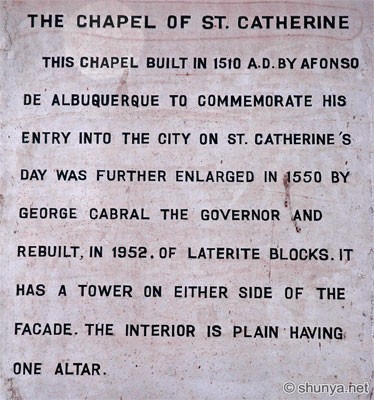 THE CHAPEL OF ST. CATHERINE
THIS CHAPEL BUILT IN 1510 A.D. BY AFONSO
DE ALBUQUERQUE TO COMMEMORATE HIS
ENTRY INTO THE CITY ON ST. CATHERINE'S
DAY WAS FURTHER ENLARGED IN 1550 BY
GEORGE CABRAL THE GOVERNOR AND
REBUILT, IN 1952, OF LATERITE BLOCKS. IT
HAS A TOWER ON EITHER SIDE OF THE
FACADE. THE INTERIOR IS PLAIN HAVING
ONE ALTAR.
© shunya.net